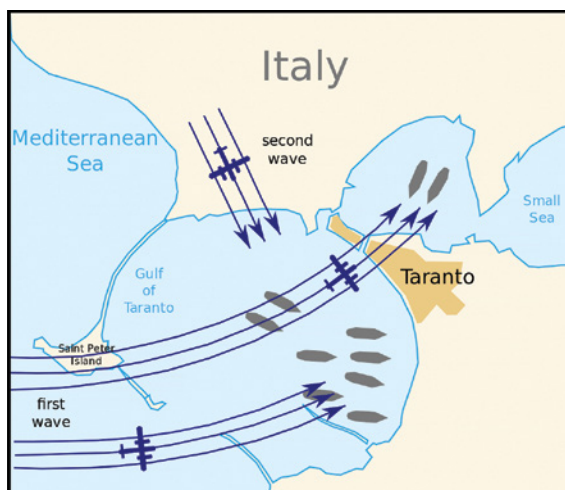 Italy
Mediterranean
Sea
second
wave
Small
Sea
Gulf
of
Taranto
Taranto
Saint Peter
Island
first
wave